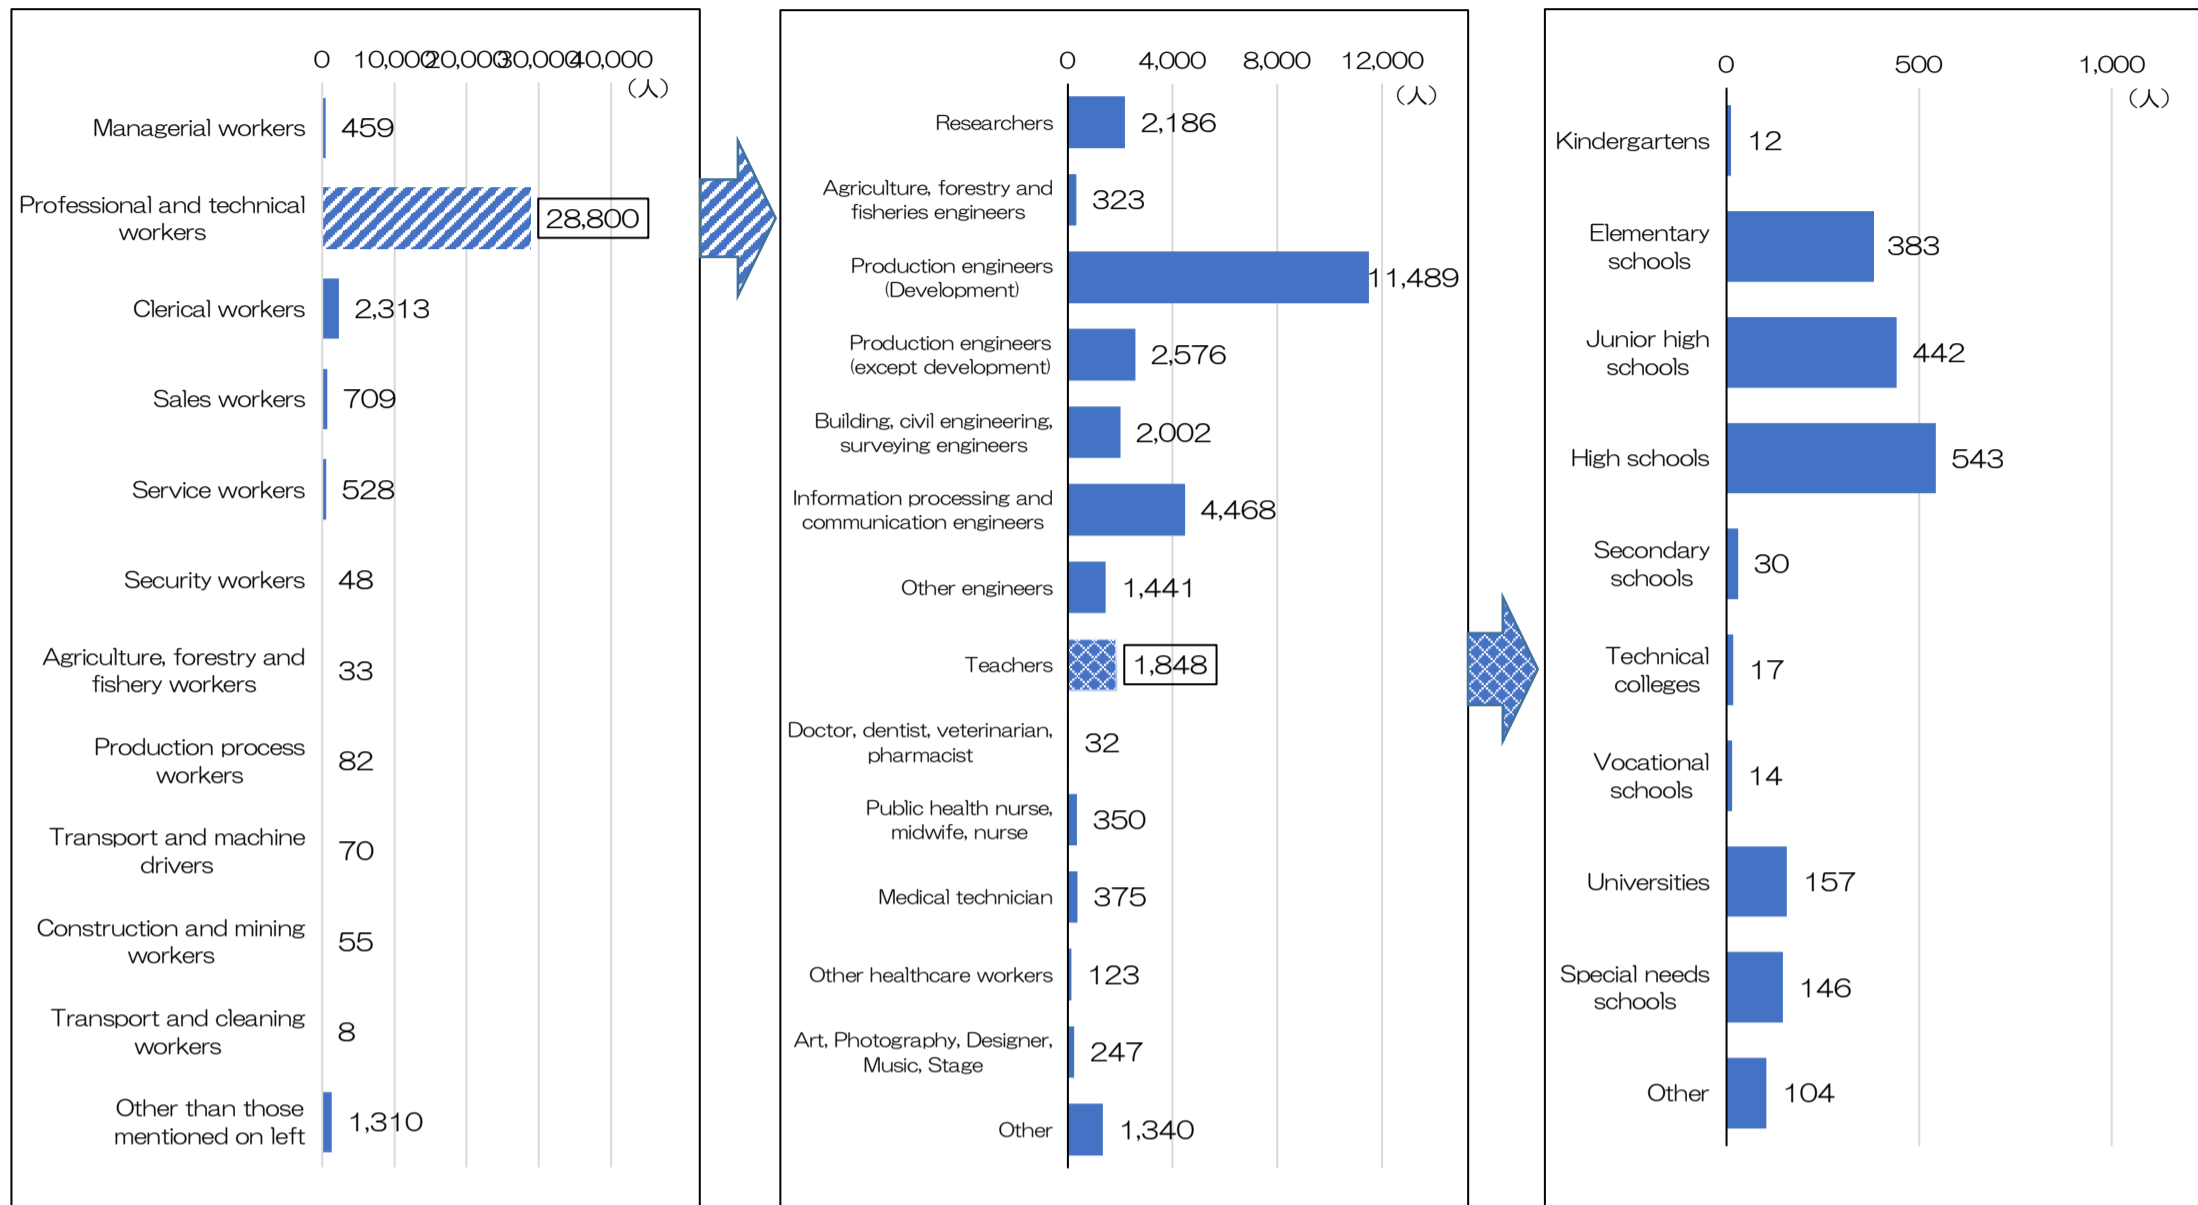 0 10,000 20,000 30,000 40,000
(人)
Managerial workers 459
Professional and technical
workers 28,800
Clerical workers 2,313
Sales workers 709
Service workers 528
Security workers 48
Agriculture, forestry and
fishery workers 33
Production process
workers 82
Transport and machine
drivers 70
Construction and mining
workers 55
Transport and cleaning
workers 8
Other than those
mentioned on left 1,310
0 4,000 8,000 12,000
(人)
Researchers 2,186
Agriculture, forestry and
fisheries engineers 323
Production engineers
(Development) 11,489
Production engineers
(except development) 2,576
Building, civil engineering,
surveying engineers 2,002
Information processing and
communication engineers 4,468
Other engineers 1,441
Teachers 1,848
Doctor, dentist, veterinarian,
pharmacist 32
Public health nurse,
midwife, nurse 350
Medical technician 375
Other healthcare workers 123
Art, Photography, Designer,
Music, Stage 247
Other 1,340
0 500 1,000
(人)
Kindergartens 12
Elementary
schools 383
Junior high
schools 442
High schools 543
Secondary
schools 30
Technical
colleges 17
Vocational
schools 14
Universities 157
Special needs
schools 146
Other 104